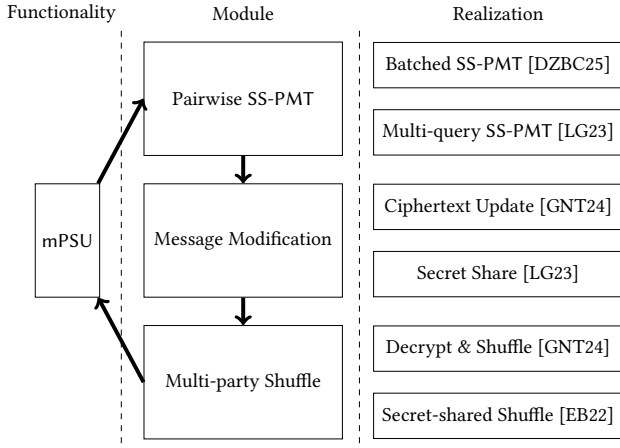 Functionality
Module
Realization
Pairwise SS-PMT
Batched SS-PMT [DZBC25]
Multi-query SS-PMT [LG23]
mPSU
Message Modification
Ciphertext Update [GNT24]
Secret Share [LG23]
Multi-party Shuffle
Decrypt & Shuffle [GNT24]
Secret-shared Shuffle [EB22]